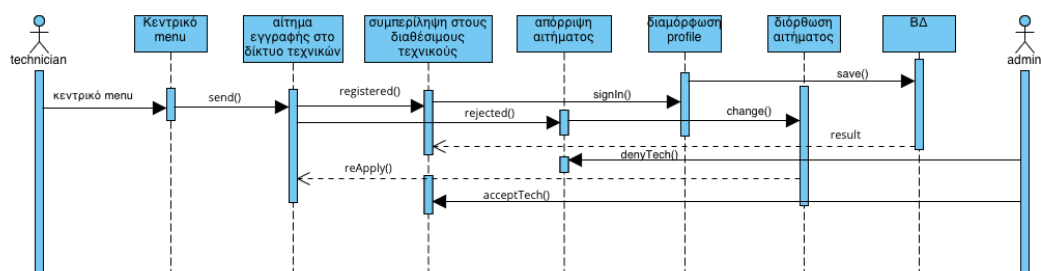 Κεντρικό
menu
αίτημα
εγγραφής στο
δίκτυο τεχνικών
συμπερίληψη στους
διαθέσιμους
τεχνικούς
απόρριψη
αιτήματος
διαμόρφωση
profile
διόρθωση
αιτήματος
ΒΔ
technician
admin
κεντρικό menu
send()
registered()
rejected()
signIn()
change()
save()
result
denyTech()
reApply()
acceptTech()